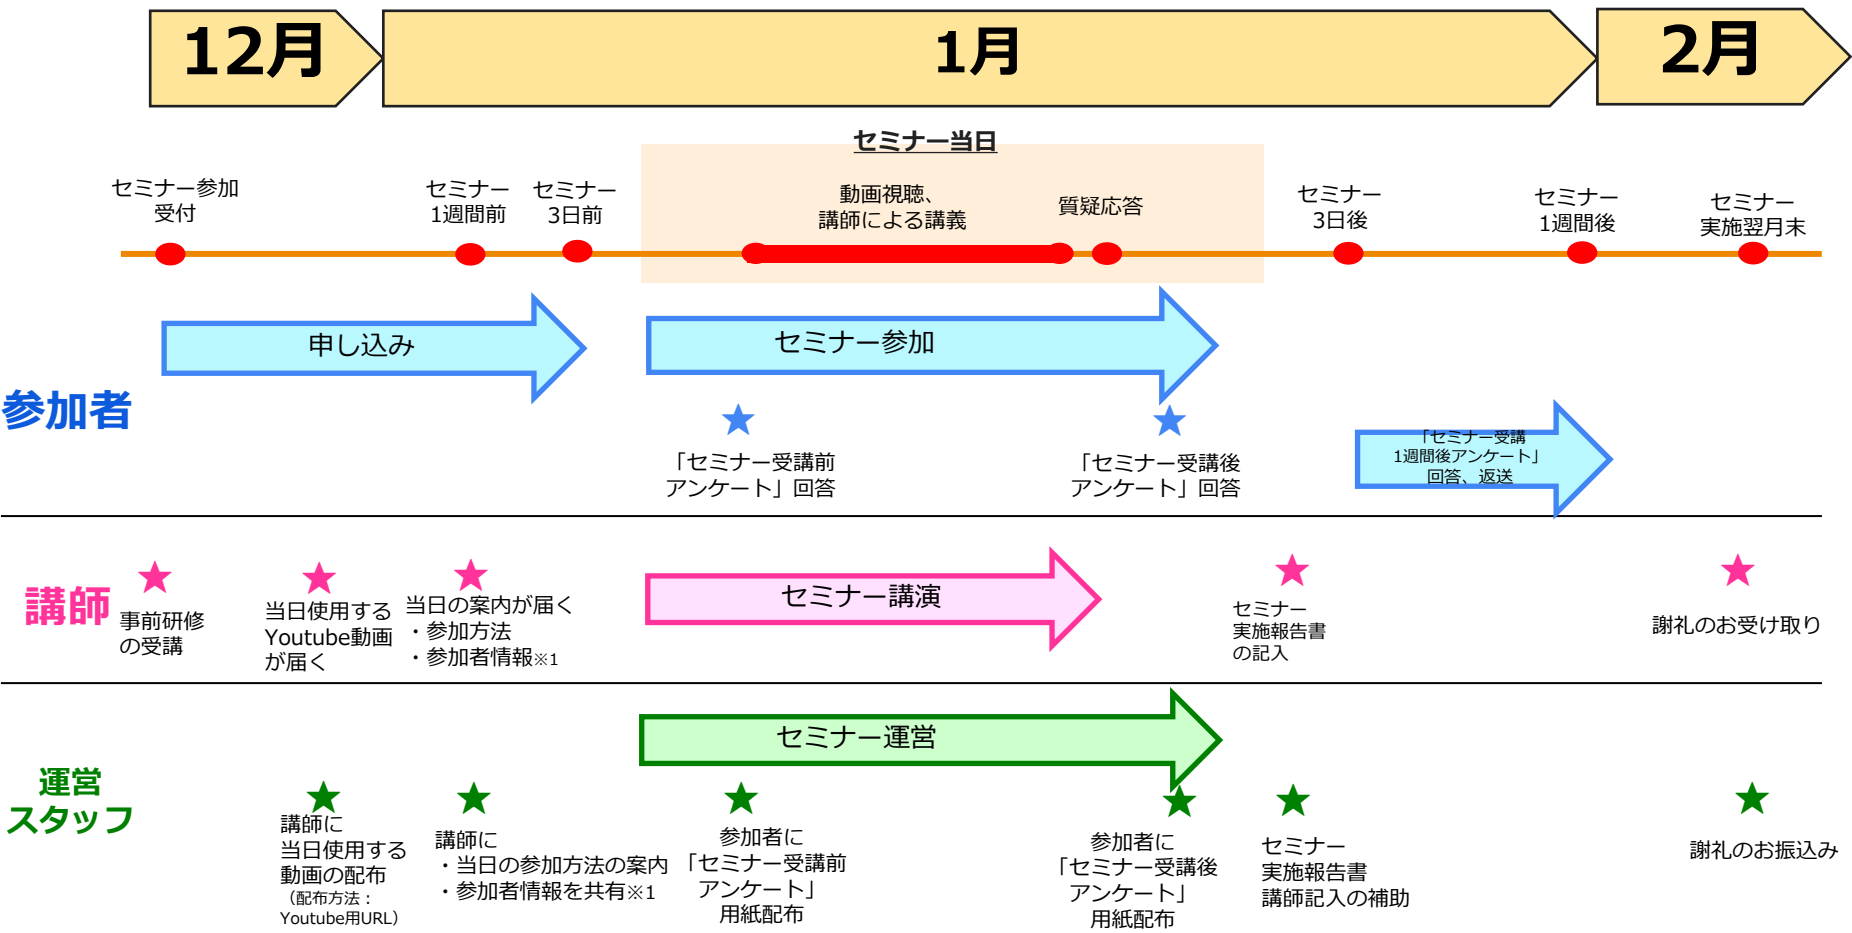 12月
1月
2月
セミナー当日
セミナー参加
受付
セミナー
1週間前
セミナー
3日前
動画視聴、
講師による講義
質疑応答
セミナー
3日後
セミナー
1週間後
セミナー
実施翌月末
参加者
申し込み
セミナー参加
「セミナー受講前
アンケート」回答
「セミナー受講後
アンケート」回答
「セミナー受講
1週間後アンケート」
回答、返送
講師
事前研修
の受講
当日使用する
Youtube動画
が届く
当日の案内が届く
・参加方法
・参加者情報※1
セミナー講演
セミナー
実施報告書
の記入
謝礼のお受け取り
運営
スタッフ
セミナー運営
講師に
当日使用する
動画の配布
（配布方法：
Youtube用URL）
講師に
・当日の参加方法の案内
・参加者情報を共有※1
参加者に
「セミナー受講前
アンケート」
用紙配布
参加者に
「セミナー受講後
アンケート」
用紙配布
セミナー
実施報告書
講師記入の補助
謝礼のお振込み